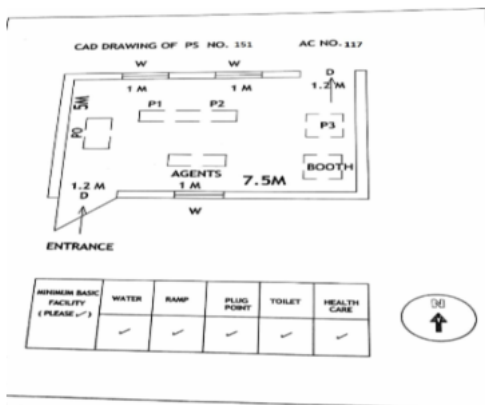 CAD DRAWING OF PS NO. 151 AC NO. 117
W W
D
1 M 1 M 1.2 M
5M
P1 P2
PO
P3
AGENTS
BOOTH
1.2 M 1 M 7.5M
D
W
ENTRANCE
MINIMUM BASIC FACILITY (PLEASE ✓) WATER RAMP PLUG POINT TOILET HEALTH CARE
✓ ✓ ✓ ✓ ✓